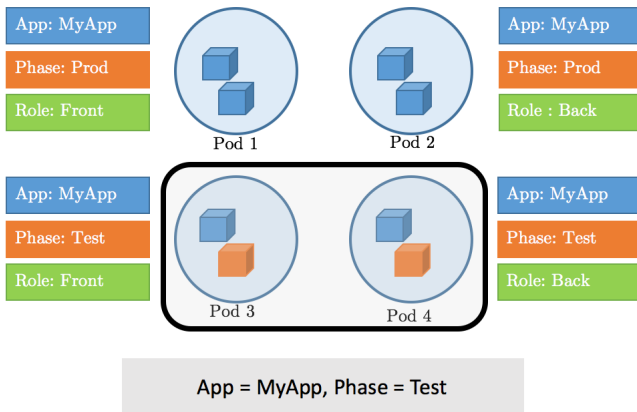 App: MyApp
Phase: Prod
Role: Front
Pod 1
Pod 2
App: MyApp
Phase: Prod
Role : Back
App: MyApp
Phase: Test
Role: Front
Pod 3
Pod 4
App: MyApp
Phase: Test
Role: Back
App = MyApp, Phase = Test